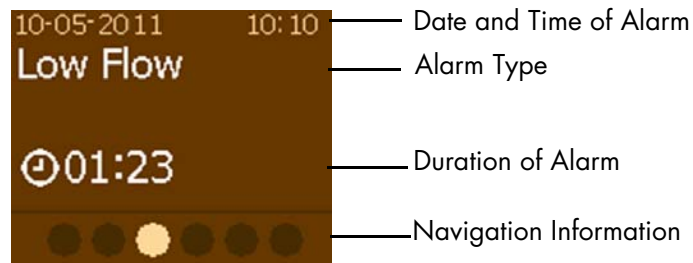 10-05-2011 10:10 Date and Time of Alarm
Low Flow Alarm Type
01:23 Duration of Alarm
Navigation Information